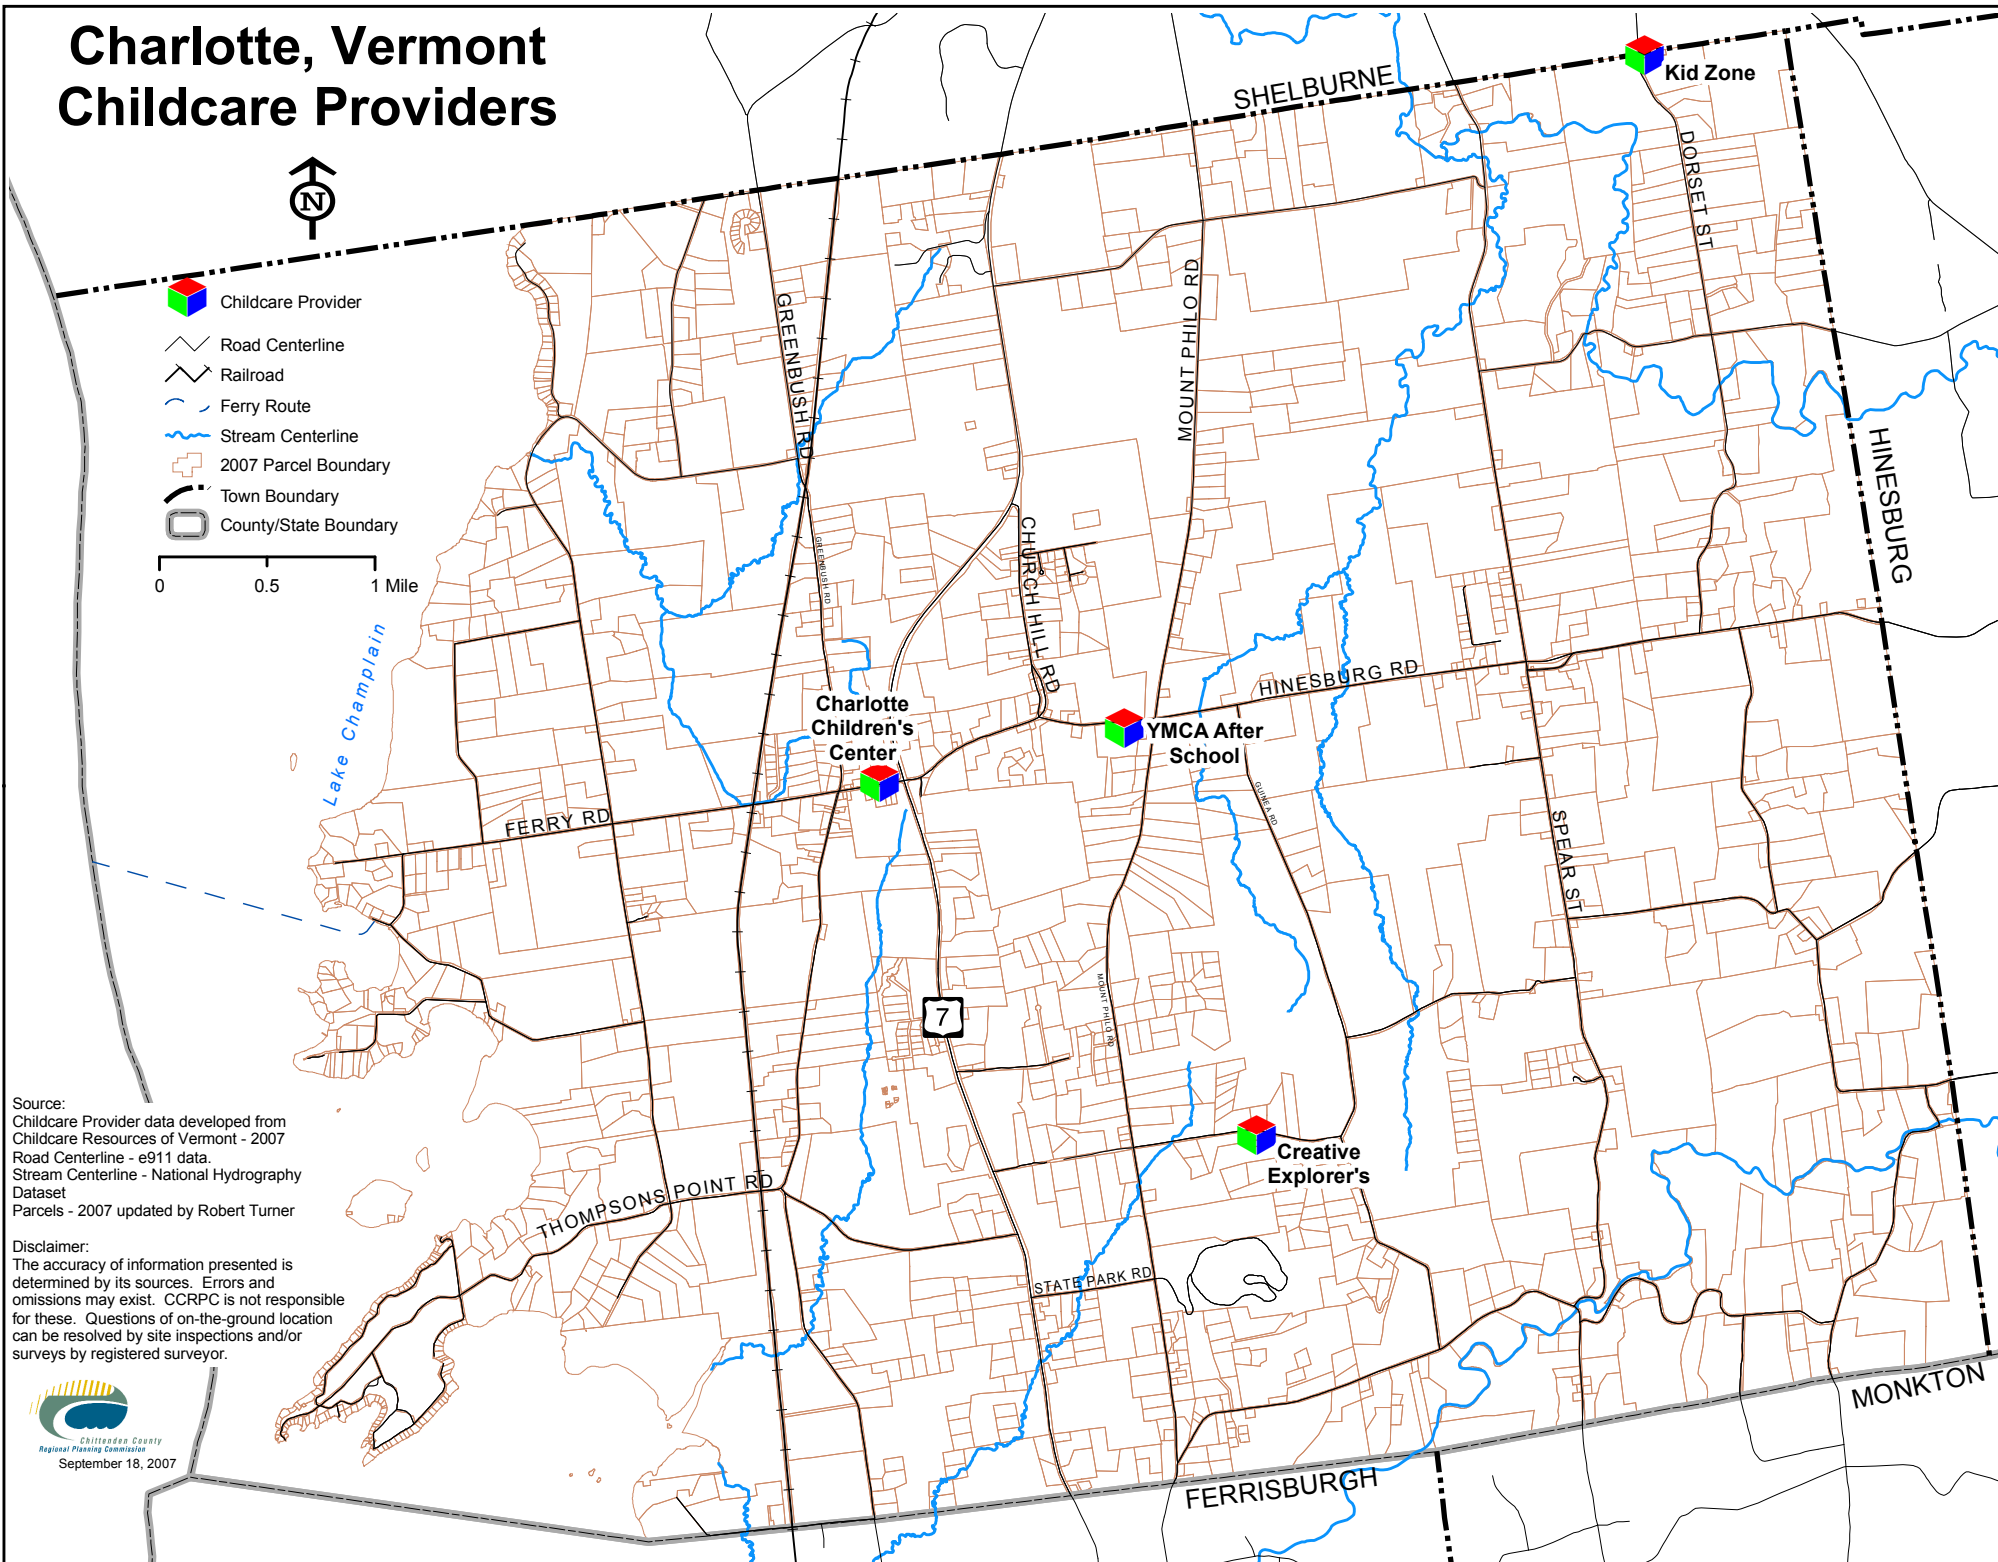 Charlotte, Vermont
Childcare Providers
N
Childcare Provider
Road Centerline
Railroad
Ferry Route
Stream Centerline
2007 Parcel Boundary
Town Boundary
County/State Boundary
0 0.5 1 Mile
SHELBURNE
Kid Zone
DORSET ST
GREENBUSH RD
MOUNT PHILO RD
HINESBURG
GREENBUSH RD
CHURCH HILL RD
Lake Champlain
HINESBURG RD
Charlotte
Children's
Center
YMCA After
School
FERRY RD
GUINEA RD
SPEAR ST
7
MOUNT PHILO RD
Creative
Explorer's
THOMPSONS POINT RD
STATE PARK RD
MONKTON
FERRISBURGH
Source:
Childcare Provider data developed from
Childcare Resources of Vermont - 2007
Road Centerline - e911 data.
Stream Centerline - National Hydrography
Dataset
Parcels - 2007 updated by Robert Turner
Disclaimer:
The accuracy of information presented is
determined by its sources. Errors and
omissions may exist. CCRPC is not responsible
for these. Questions of on-the-ground location
can be resolved by site inspections and/or
surveys by registered surveyor.
Chittenden County
Regional Planning Commission
September 18, 2007